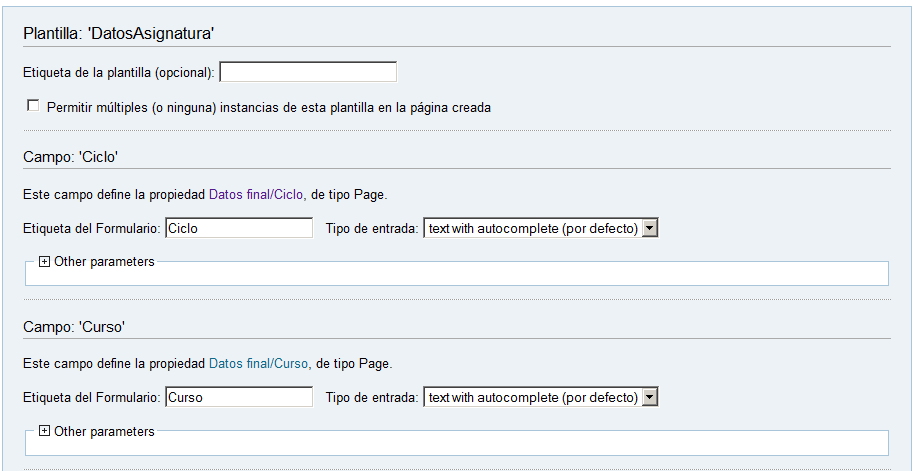 Plantilla: 'DatosAsignatura'
Etiqueta de la plantilla (opcional):
Permitir múltiples (o ninguna) instancias de esta plantilla en la página creada
Campo: 'Ciclo'
Este campo define la propiedad Datos final/Ciclo, de tipo Page.
Etiqueta del Formulario: Ciclo Tipo de entrada: text with autocomplete (por defecto)
Other parameters
Campo: 'Curso'
Este campo define la propiedad Datos final/Curso, de tipo Page.
Etiqueta del Formulario: Curso Tipo de entrada: text with autocomplete (por defecto)
Other parameters